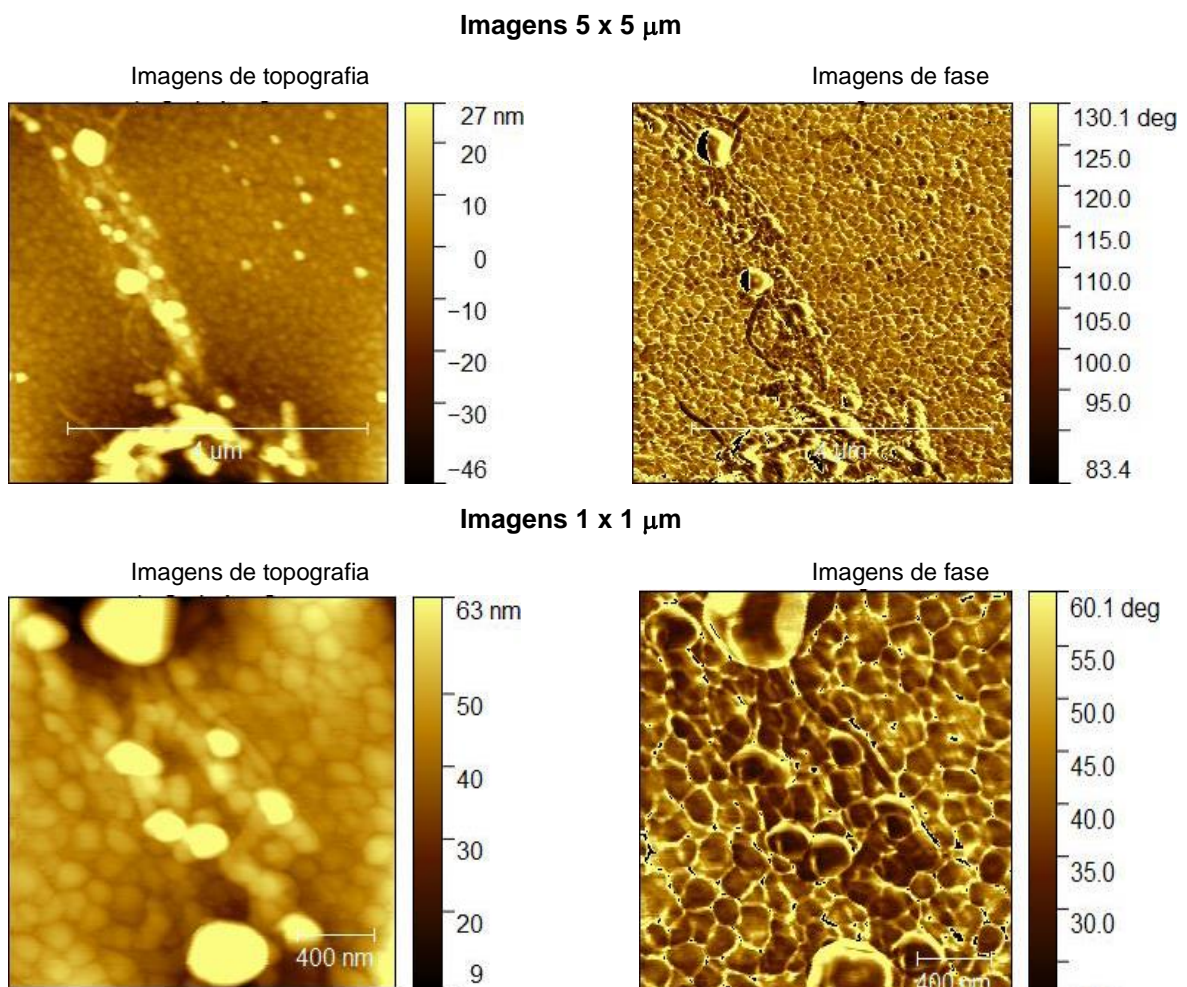 Imagens 5 x 5 μm
Imagens de topografia
Imagens de fase
27 nm
20
10
0
−10
−20
−30
−46
4 µm
130.1 deg
125.0
120.0
115.0
110.0
105.0
100.0
95.0
83.4
4 µm
Imagens 1 x 1 μm
Imagens de topografia
Imagens de fase
63 nm
50
40
30
20
9
400 nm
60.1 deg
55.0
50.0
45.0
40.0
35.0
30.0
400 nm